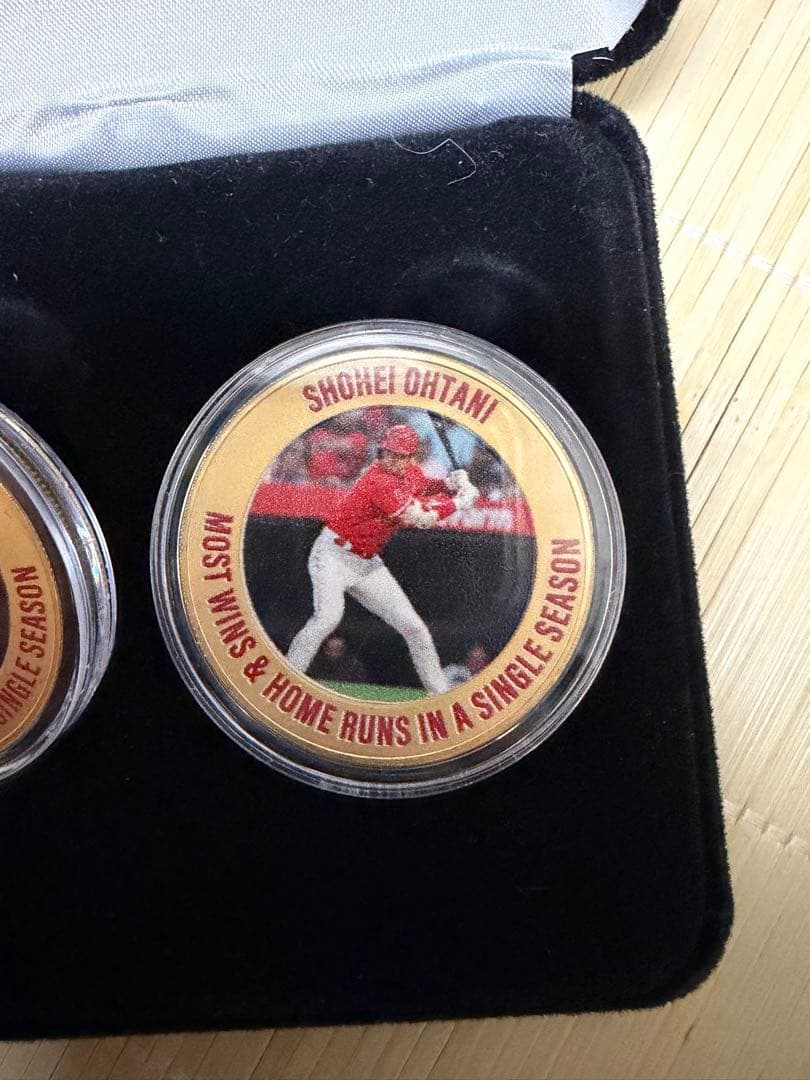 SHOHEI OHTANI
MOST WINS & HOME RUNS IN A SINGLE SEASON
SINGLE SEASON